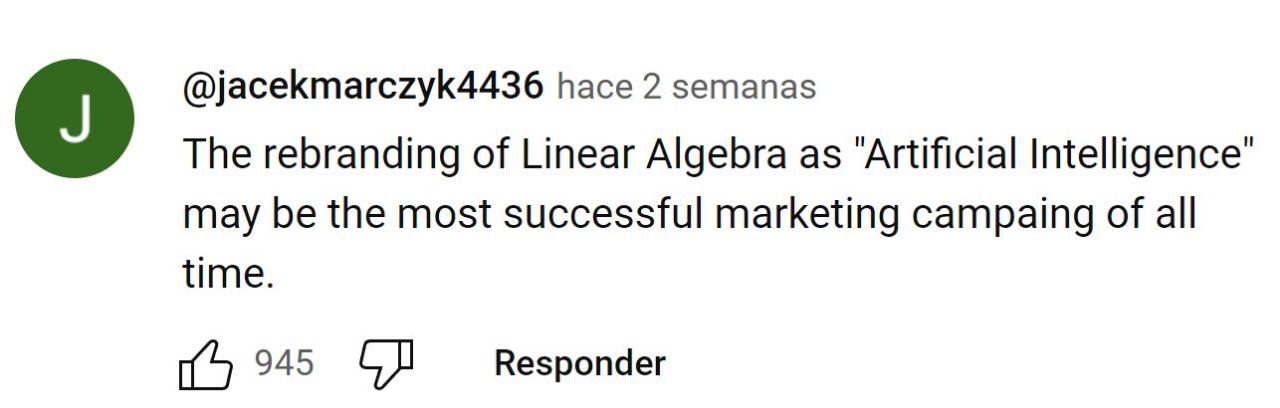 J
@jacekmarczyk4436 hace 2 semanas
The rebranding of Linear Algebra as "Artificial Intelligence"
may be the most successful marketing campaing of all
time.
945 Responder